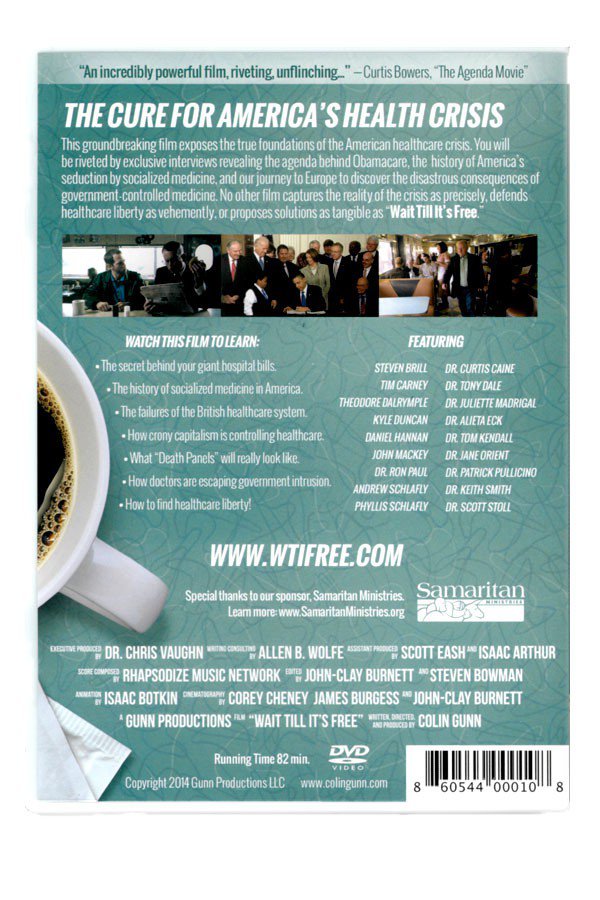 "An incredibly powerful film, riveting, unflinching..." – Curtis Bowers, "The Agenda Movie"
THE CURE FOR AMERICA'S HEALTH CRISIS
This groundbreaking film exposes the true foundations of the American healthcare crisis. You will
be riveted by exclusive interviews revealing the agenda behind Obamacare, the history of America's
seduction by socialized medicine, and our journey to Europe to discover the disastrous consequences of
government-controlled medicine. No other film captures the reality of the crisis as precisely, defends
healthcare liberty as vehemently, or proposes solutions as tangible as "Wait Till It's Free."
WATCH THIS FILM TO LEARN:
• The secret behind your giant hospital bills.
• The history of socialized medicine in America.
• The failures of the British healthcare system.
• How crony capitalism is controlling healthcare.
• What "Death Panels" will really look like.
• How doctors are escaping government intrusion.
• How to find healthcare liberty!
FEATURING
STEVEN BRILL
TIM CARNEY
THEODORE DALRYMPLE
KYLE DUNCAN
DANIEL HANNAN
JOHN MACKEY
DR. RON PAUL
ANDREW SCHLAFLY
PHYLLIS SCHLAFLY
DR. CURTIS CAINE
DR. TONY DALE
DR. JULIETTE MADRIGAL
DR. ALIETA ECK
DR. TOM KENDALL
DR. JANE ORIENT
DR. PATRICK PULLICINO
DR. KEITH SMITH
DR. SCOTT STOLL
WWW.WTIFREE.COM
Special thanks to our sponsor, Samaritan Ministries.
Learn more: www.SamaritanMinistries.org
Samaritan
MINISTRIES
EXECUTIVE PRODUCED BY DR. CHRIS VAUGHN WRITING CONSULTING BY ALLEN B. WOLFE ASSISTANT PRODUCED BY SCOTT EASH AND ISAAC ARTHUR
SCORE COMPOSED BY RHAPSODIZE MUSIC NETWORK EDITED BY JOHN-CLAY BURNETT AND STEVEN BOWMAN
ANIMATION BY ISAAC BOTKIN CINEMATOGRAPHY BY COREY CHENEY JAMES BURGESS AND JOHN-CLAY BURNETT
A GUNN PRODUCTIONS FILM "WAIT TILL IT'S FREE" WRITTEN, DIRECTED, AND PRODUCED BY COLIN GUNN
Running Time 82 min.
DVD
VIDEO
Copyright 2014 Gunn Productions LLC www.colingunn.com
8 60544 00010 8